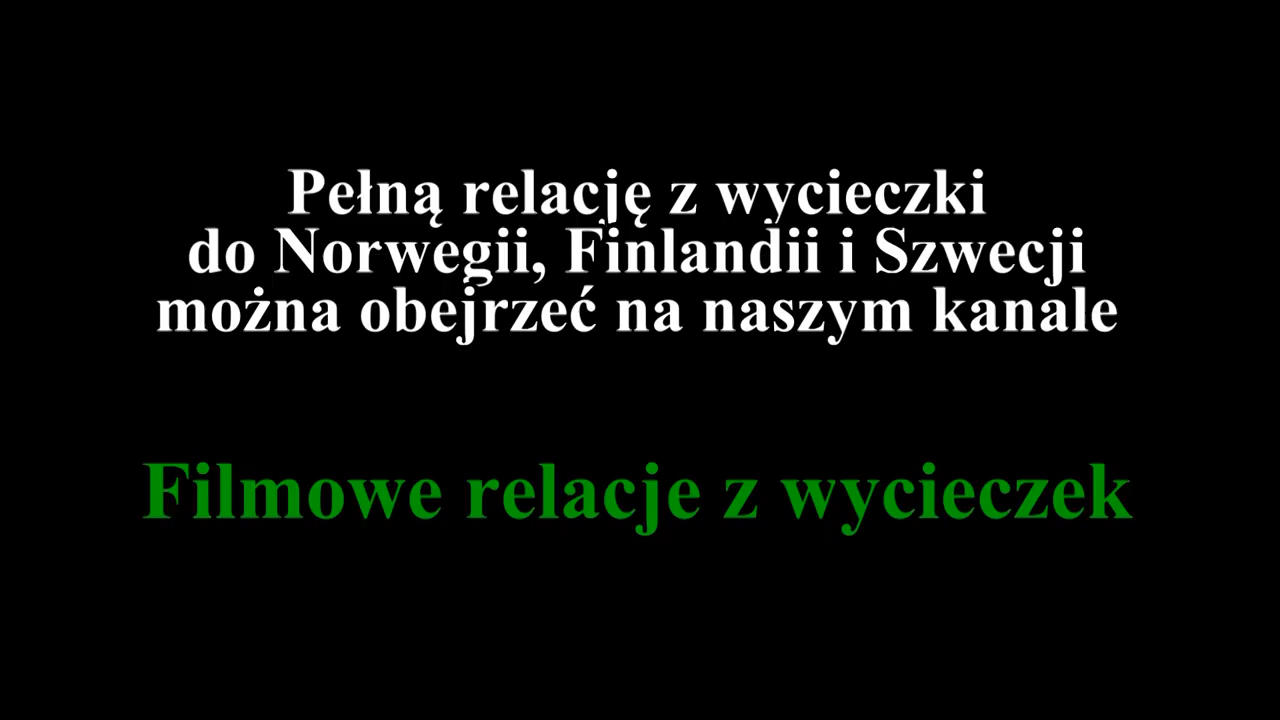 Pełną relację z wycieczki
do Norwegii, Finlandii i Szwecji
można obejrzeć na naszym kanale
Filmowe relacje z wycieczek